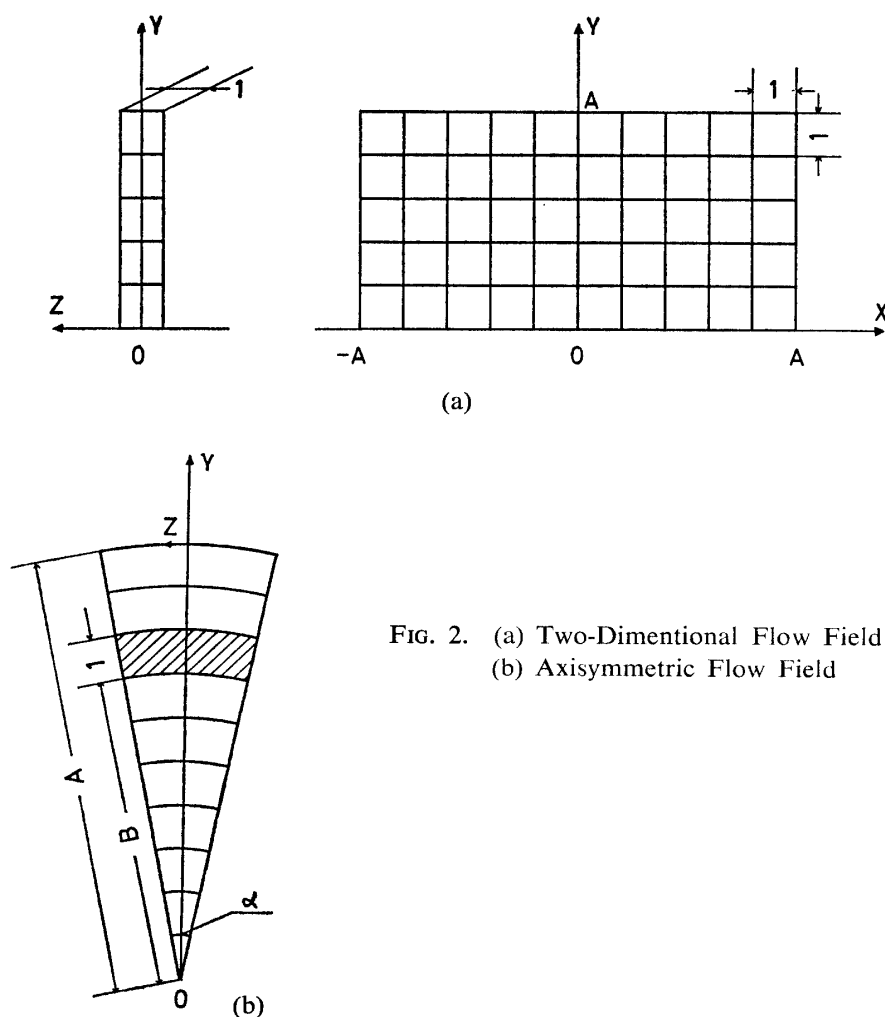 Y
1
Z
0
Y
A
1
1
X
-A
0
A
(a)
Y
Z
1
A
B
α
0
(b)
FIG. 2. (a) Two-Dimentional Flow Field
(b) Axisymmetric Flow Field